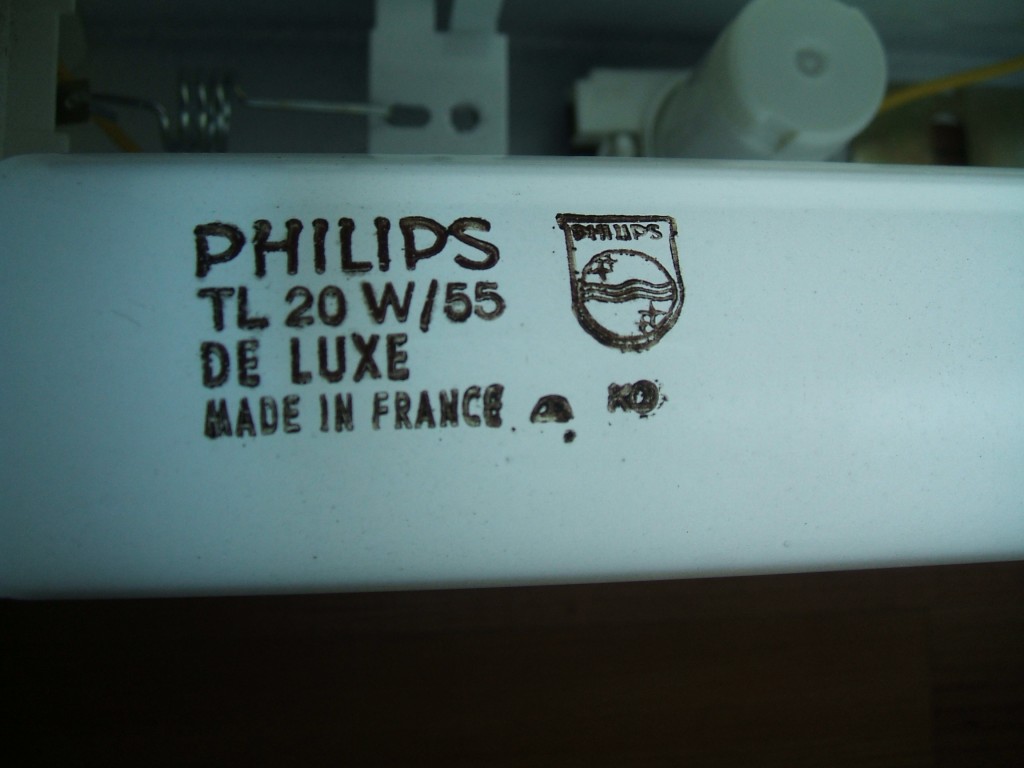 PHILIPS
TL 20 W/55
DE LUXE
MADE IN FRANCE
PHILIPS